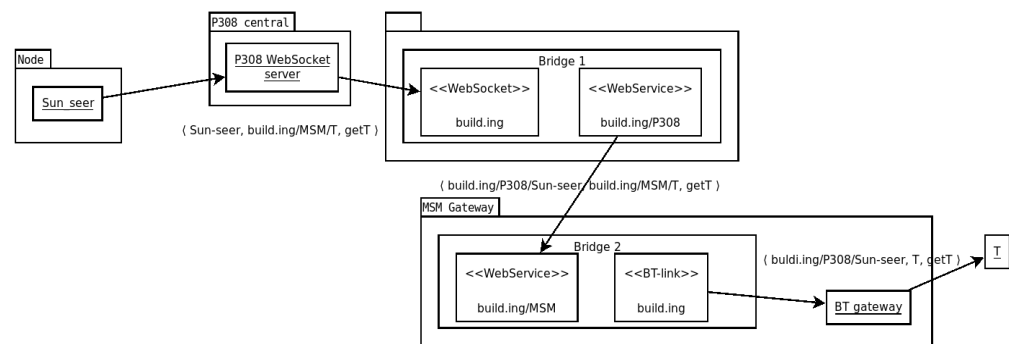 P308 central
Node
P308 WebSocket
server
Sun_seer
Bridge 1
<<WebSocket>>
build.ing
<<WebService>>
build.ing/P308
⟨ Sun-seer, build.ing/MSM/T, getT ⟩
⟨ build.ing/P308/Sun-seer, build.ing/MSM/T, getT ⟩
MSM Gateway
Bridge 2
<<WebService>>
build.ing/MSM
<<BT-link>>
build.ing
⟨ buldi.ing/P308/Sun-seer, T, getT ⟩
T
BT gateway